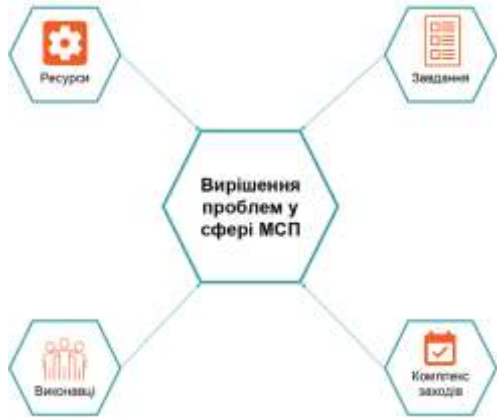 Ресурси
Завдання
Вирішення
проблем у
сфері МСП
Виконавці
Комплекс
заходів